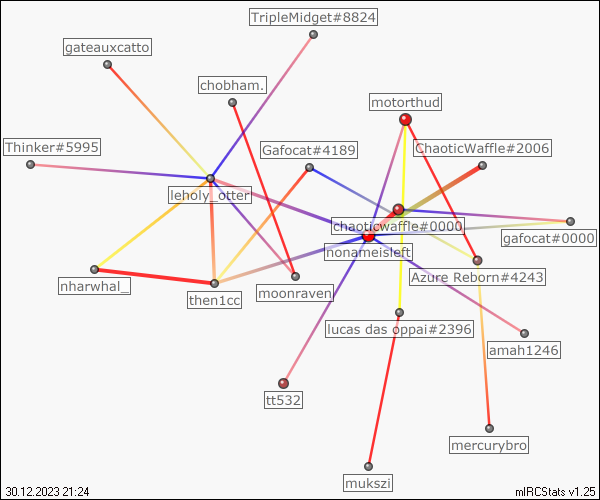 TripleMidget#8824
gateauxcatto
chobham.
motorthud
Thinker#5995
Gafocat#4189
ChaoticWaffle#2006
leholy_otter
chaoticwaffle#0000
gafocat#0000
nonameisleft
Azure Reborn#4243
nharwhal_
then1cc
moonraven
lucas das oppai#2396
amah1246
tt532
mercurybro
mukszi
30.12.2023 21:24
mIRCStats v1.25